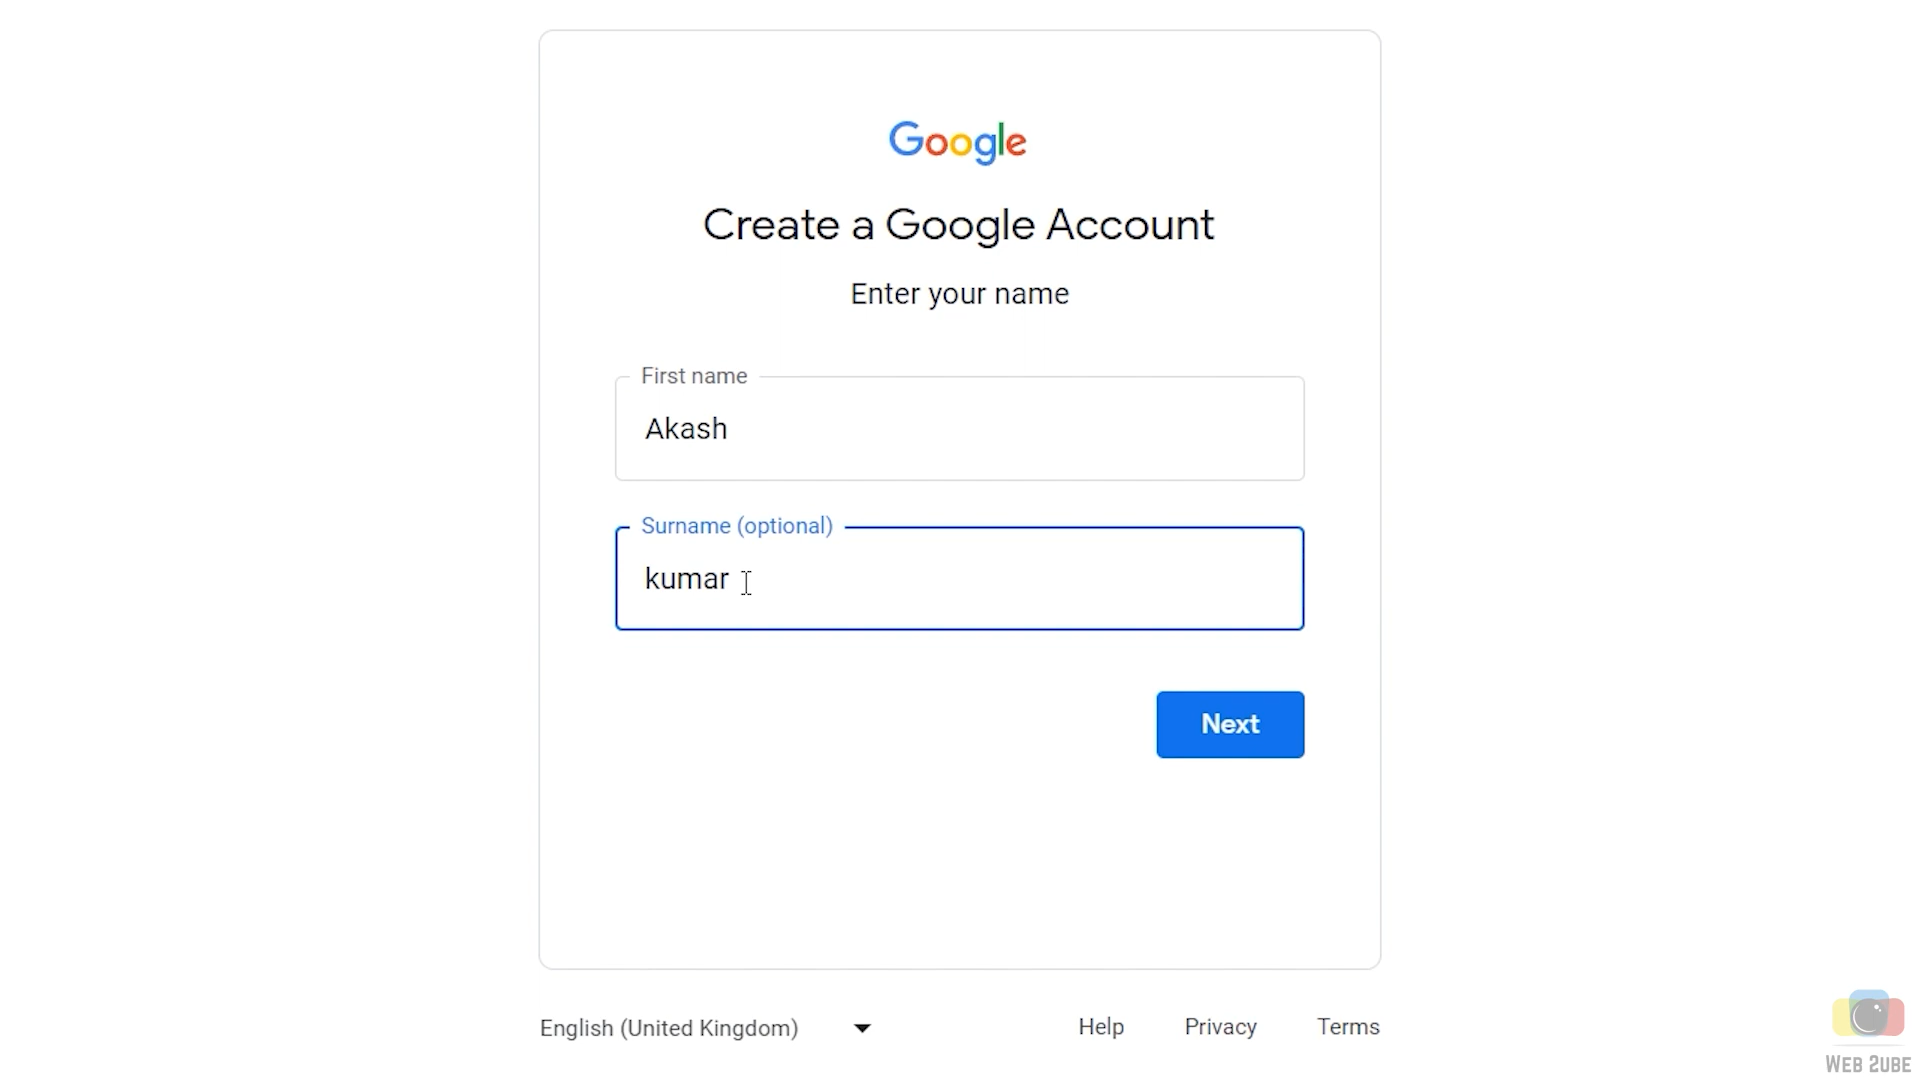 Google
Create a Google Account
Enter your name
First name
Akash
Surname (optional)
kumar
Next
English (United Kingdom)
Help Privacy Terms
WEB 2UBE